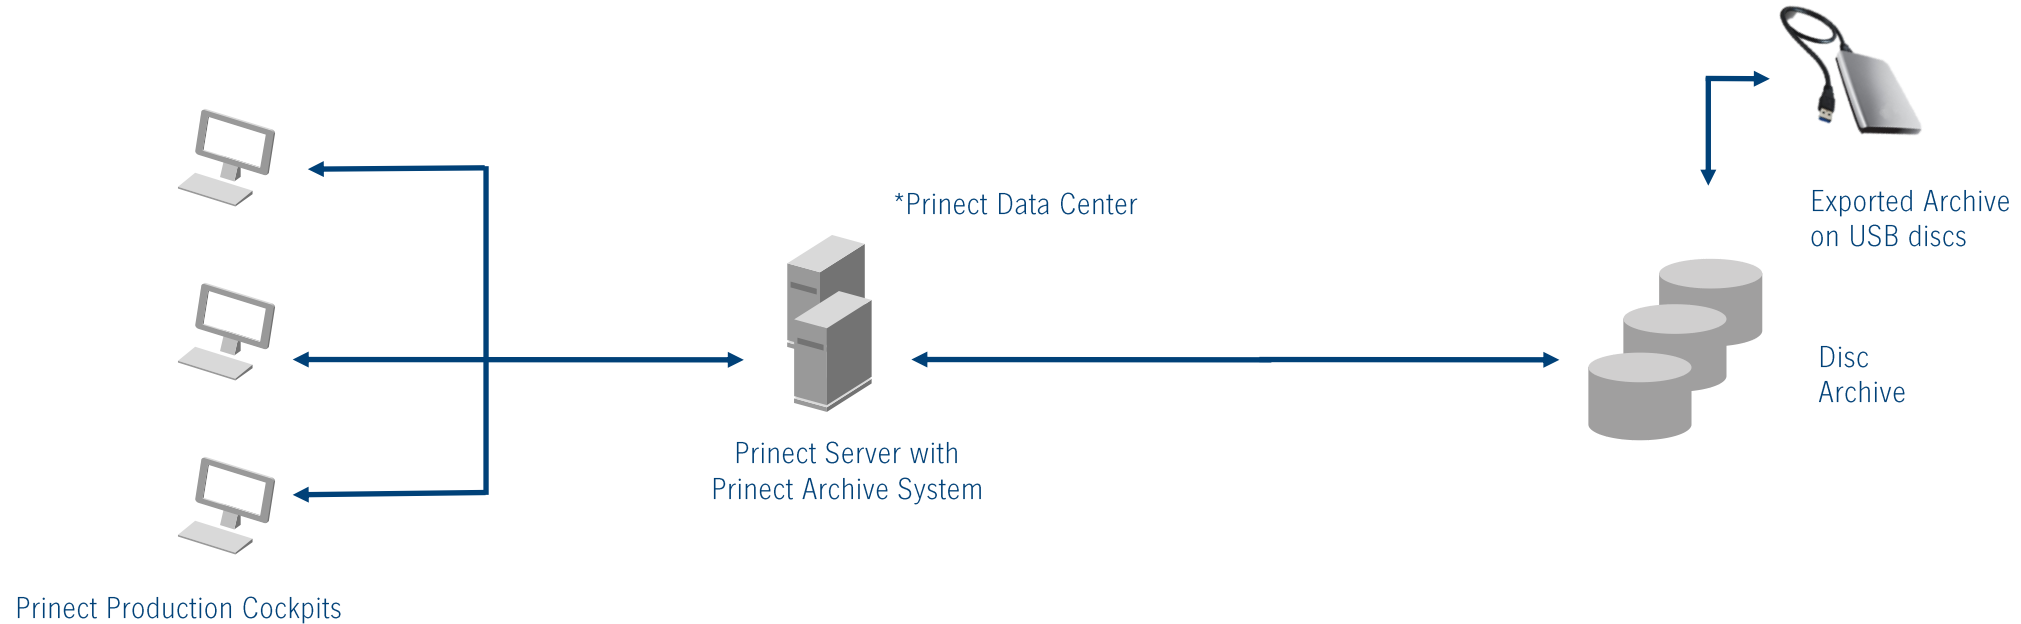 *Prinect Data Center
Exported Archive
on USB discs
Disc
Archive
Prinect Server with
Prinect Archive System
Prinect Production Cockpits